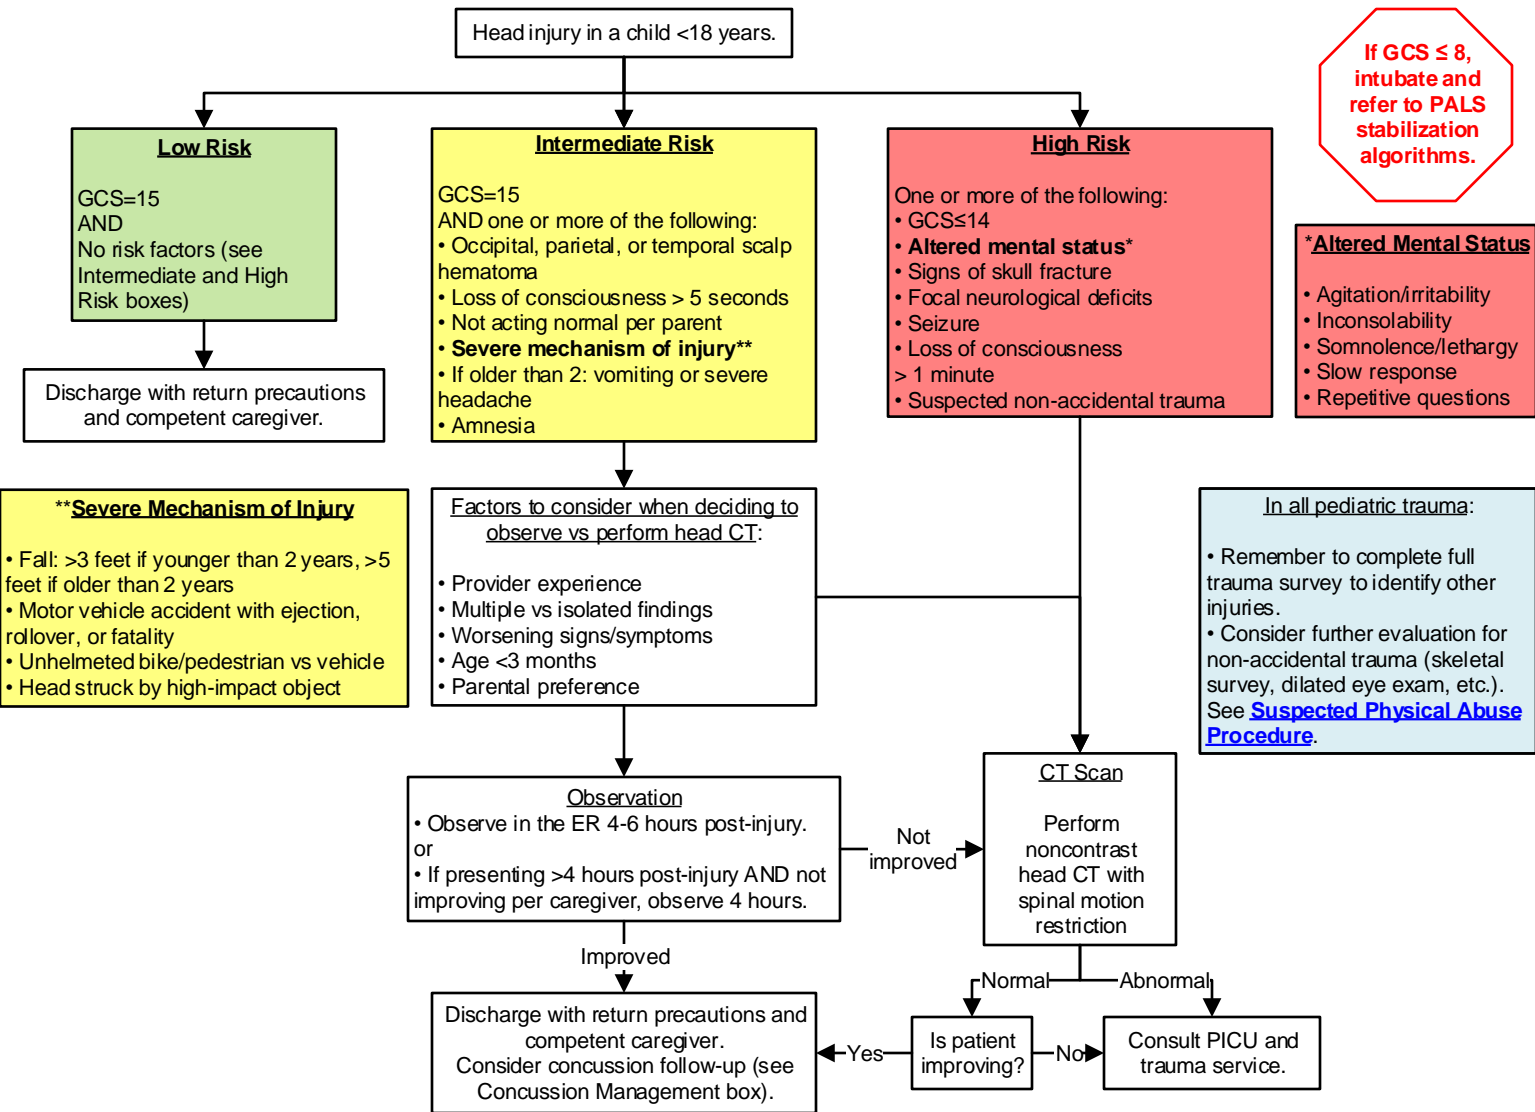 Head injury in a child <18 years.
If GCS ≤ 8,
intubate and
refer to PALS
stabilization
algorithms.
Low Risk
GCS=15
AND
No risk factors (see
Intermediate and High
Risk boxes)
Intermediate Risk
GCS=15
AND one or more of the following:
• Occipital, parietal, or temporal scalp
hematoma
• Loss of consciousness > 5 seconds
• Not acting normal per parent
• Severe mechanism of injury**
• If older than 2: vomiting or severe
headache
• Amnesia
High Risk
One or more of the following:
• GCS≤14
• Altered mental status*
• Signs of skull fracture
• Focal neurological deficits
• Seizure
• Loss of consciousness
> 1 minute
• Suspected non-accidental trauma
*Altered Mental Status
• Agitation/irritability
• Inconsolability
• Somnolence/lethargy
• Slow response
• Repetitive questions
Discharge with return precautions
and competent caregiver.
**Severe Mechanism of Injury
• Fall: >3 feet if younger than 2 years, >5
feet if older than 2 years
• Motor vehicle accident with ejection,
rollover, or fatality
• Unhelmeted bike/pedestrian vs vehicle
• Head struck by high-impact object
Factors to consider when deciding to
observe vs perform head CT:
• Provider experience
• Multiple vs isolated findings
• Worsening signs/symptoms
• Age <3 months
• Parental preference
In all pediatric trauma:
• Remember to complete full
trauma survey to identify other
injuries.
• Consider further evaluation for
non-accidental trauma (skeletal
survey, dilated eye exam, etc.).
See Suspected Physical Abuse
Procedure.
Observation
• Observe in the ER 4-6 hours post-injury.
or
• If presenting >4 hours post-injury AND not
improving per caregiver, observe 4 hours.
Not
improved
CT Scan
Perform
noncontrast
head CT with
spinal motion
restriction
Improved
Normal
Abnormal
Discharge with return precautions and
competent caregiver.
Consider concussion follow-up (see
Concussion Management box).
Yes
Is patient
improving?
No
Consult PICU and
trauma service.